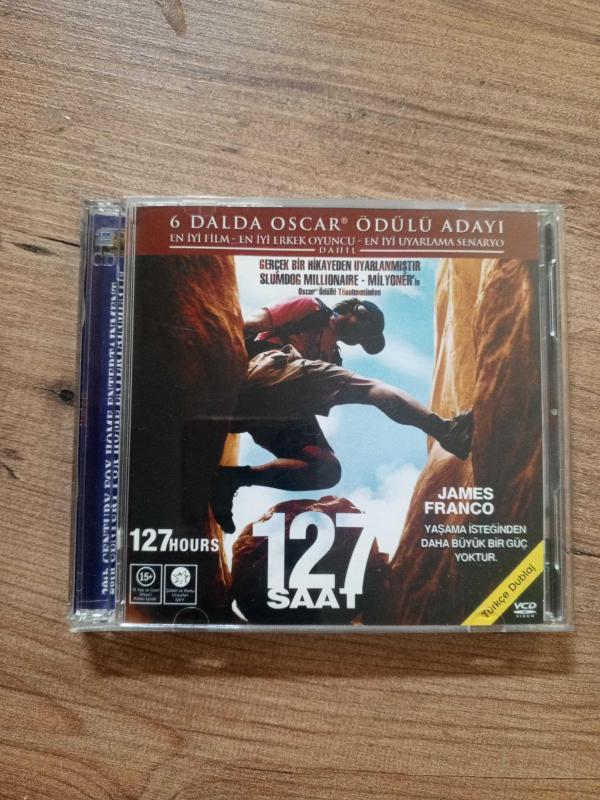 6 DALDA OSCAR® ÖDÜLÜ ADAYI
EN İYİ FİLM - EN İYİ ERKEK OYUNCU - EN İYİ UYARLAMA SENARYO
DAHİL
GERÇEK BİR HİKAYEDEN UYARLANMIŞTIR
SLUMDOG MILLIONAIRE - MİLYONER'in
Oscar® Ödüllü Yönetmeninden
JAMES
FRANCO
YAŞAMA İSTEĞİNDEN
DAHA BÜYÜK BİR GÜÇ
YOKTUR.
127 HOURS
127
SAAT
15+
Türkçe Dublaj
VCD
VIDEO
20th CENTURY FOX HOME ENTERTAINMENT